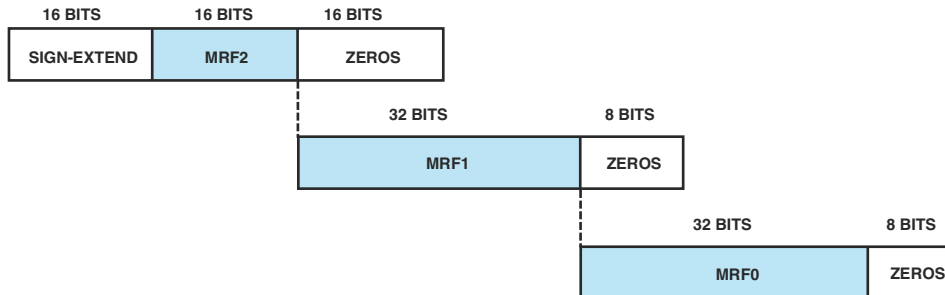 16 BITS 16 BITS 16 BITS
SIGN-EXTEND MRF2 ZEROS
32 BITS 8 BITS
MRF1 ZEROS
32 BITS 8 BITS
MRF0 ZEROS